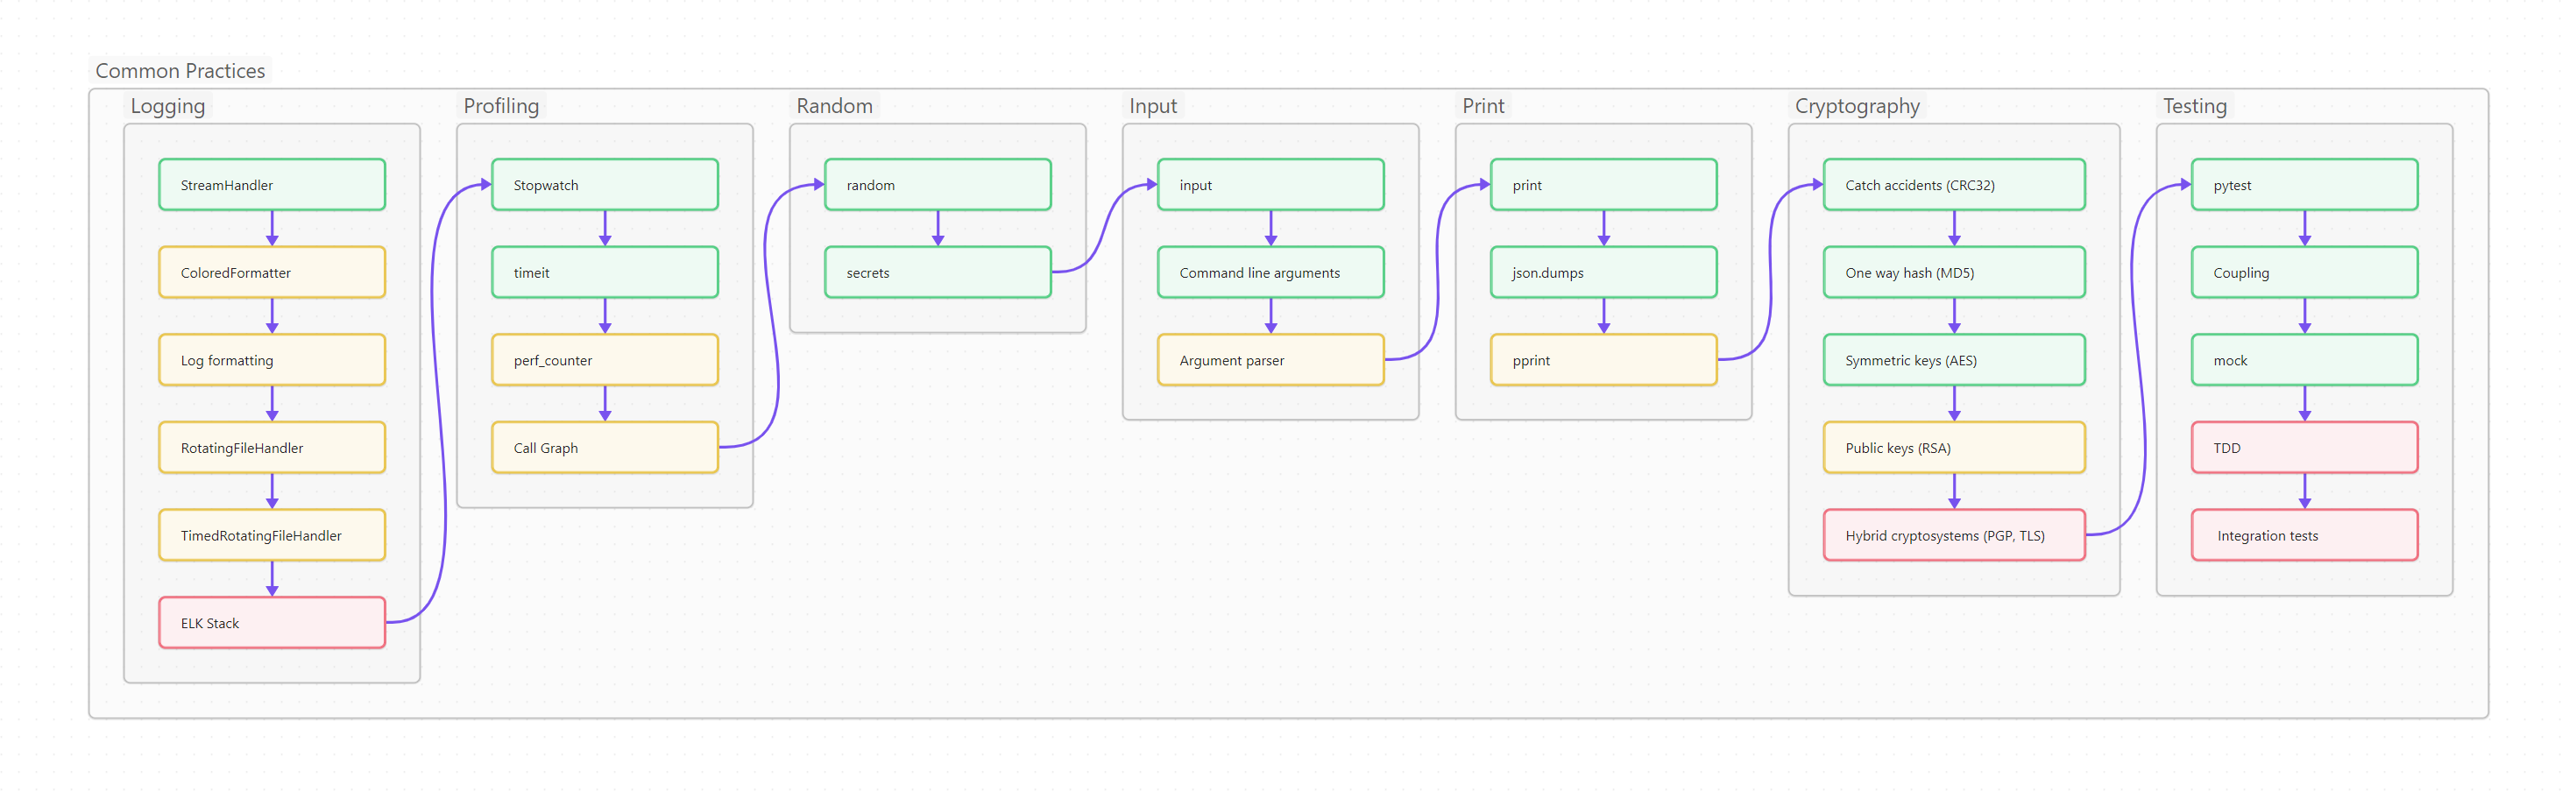 Common Practices
Logging
StreamHandler
ColoredFormatter
Log formatting
RotatingFileHandler
TimedRotatingFileHandler
ELK Stack
Profiling
Stopwatch
timeit
perf_counter
Call Graph
Random
random
secrets
Input
input
Command line arguments
Argument parser
Print
print
json.dumps
pprint
Cryptography
Catch accidents (CRC32)
One way hash (MD5)
Symmetric keys (AES)
Public keys (RSA)
Hybrid cryptosystems (PGP, TLS)
Testing
pytest
Coupling
mock
TDD
Integration tests